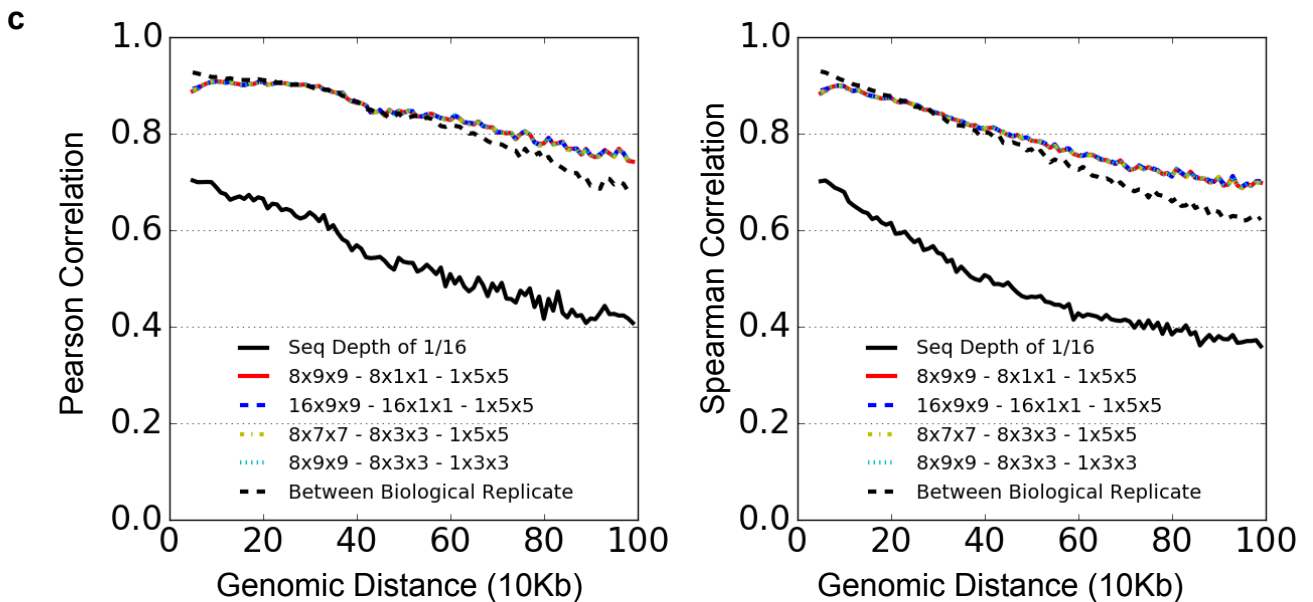 c
1.0
0.8
0.6
0.4
0.2
0.0
Pearson Correlation
Seq Depth of 1/16
8x9x9 - 8x1x1 - 1x5x5
16x9x9 - 16x1x1 - 1x5x5
8x7x7 - 8x3x3 - 1x5x5
8x9x9 - 8x3x3 - 1x3x3
Between Biological Replicate
0 20 40 60 80 100
Genomic Distance (10Kb)
1.0
0.8
0.6
0.4
0.2
0.0
Spearman Correlation
Seq Depth of 1/16
8x9x9 - 8x1x1 - 1x5x5
16x9x9 - 16x1x1 - 1x5x5
8x7x7 - 8x3x3 - 1x5x5
8x9x9 - 8x3x3 - 1x3x3
Between Biological Replicate
0 20 40 60 80 100
Genomic Distance (10Kb)